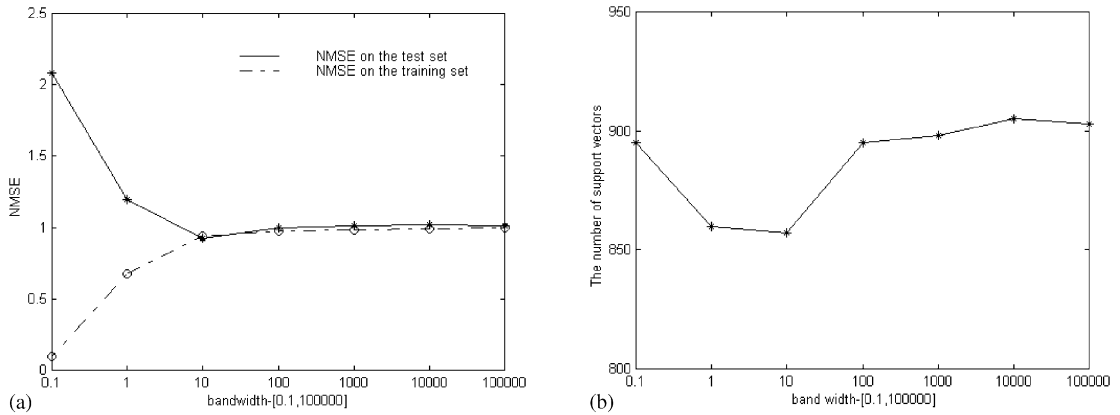 2.5
2
1.5
1
0.5
0
NMSE
NMSE on the test set
NMSE on the training set
0.1 1 10 100 1000 10000 100000
bandwidth-[0.1,100000]
(a)
950
900
850
800
The number of support vectors
0.1 1 10 100 1000 10000 100000
band width-[0.1,100000]
(b)